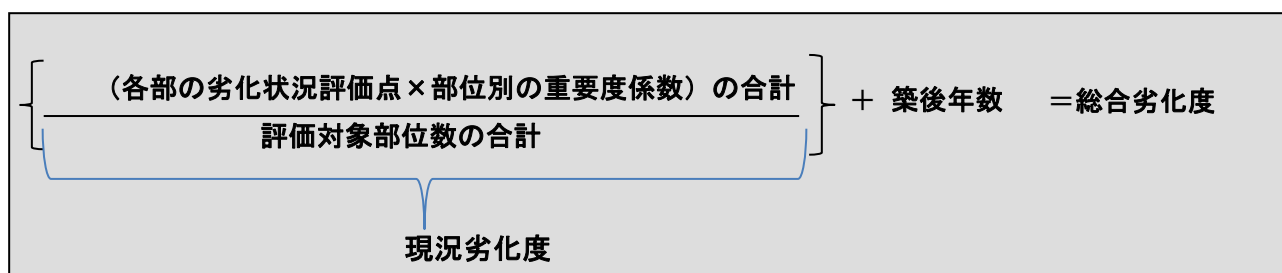 （各部の劣化状況評価点×部位別の重要度係数）の合計
評価対象部位数の合計
＋ 築後年数 ＝総合劣化度
現況劣化度